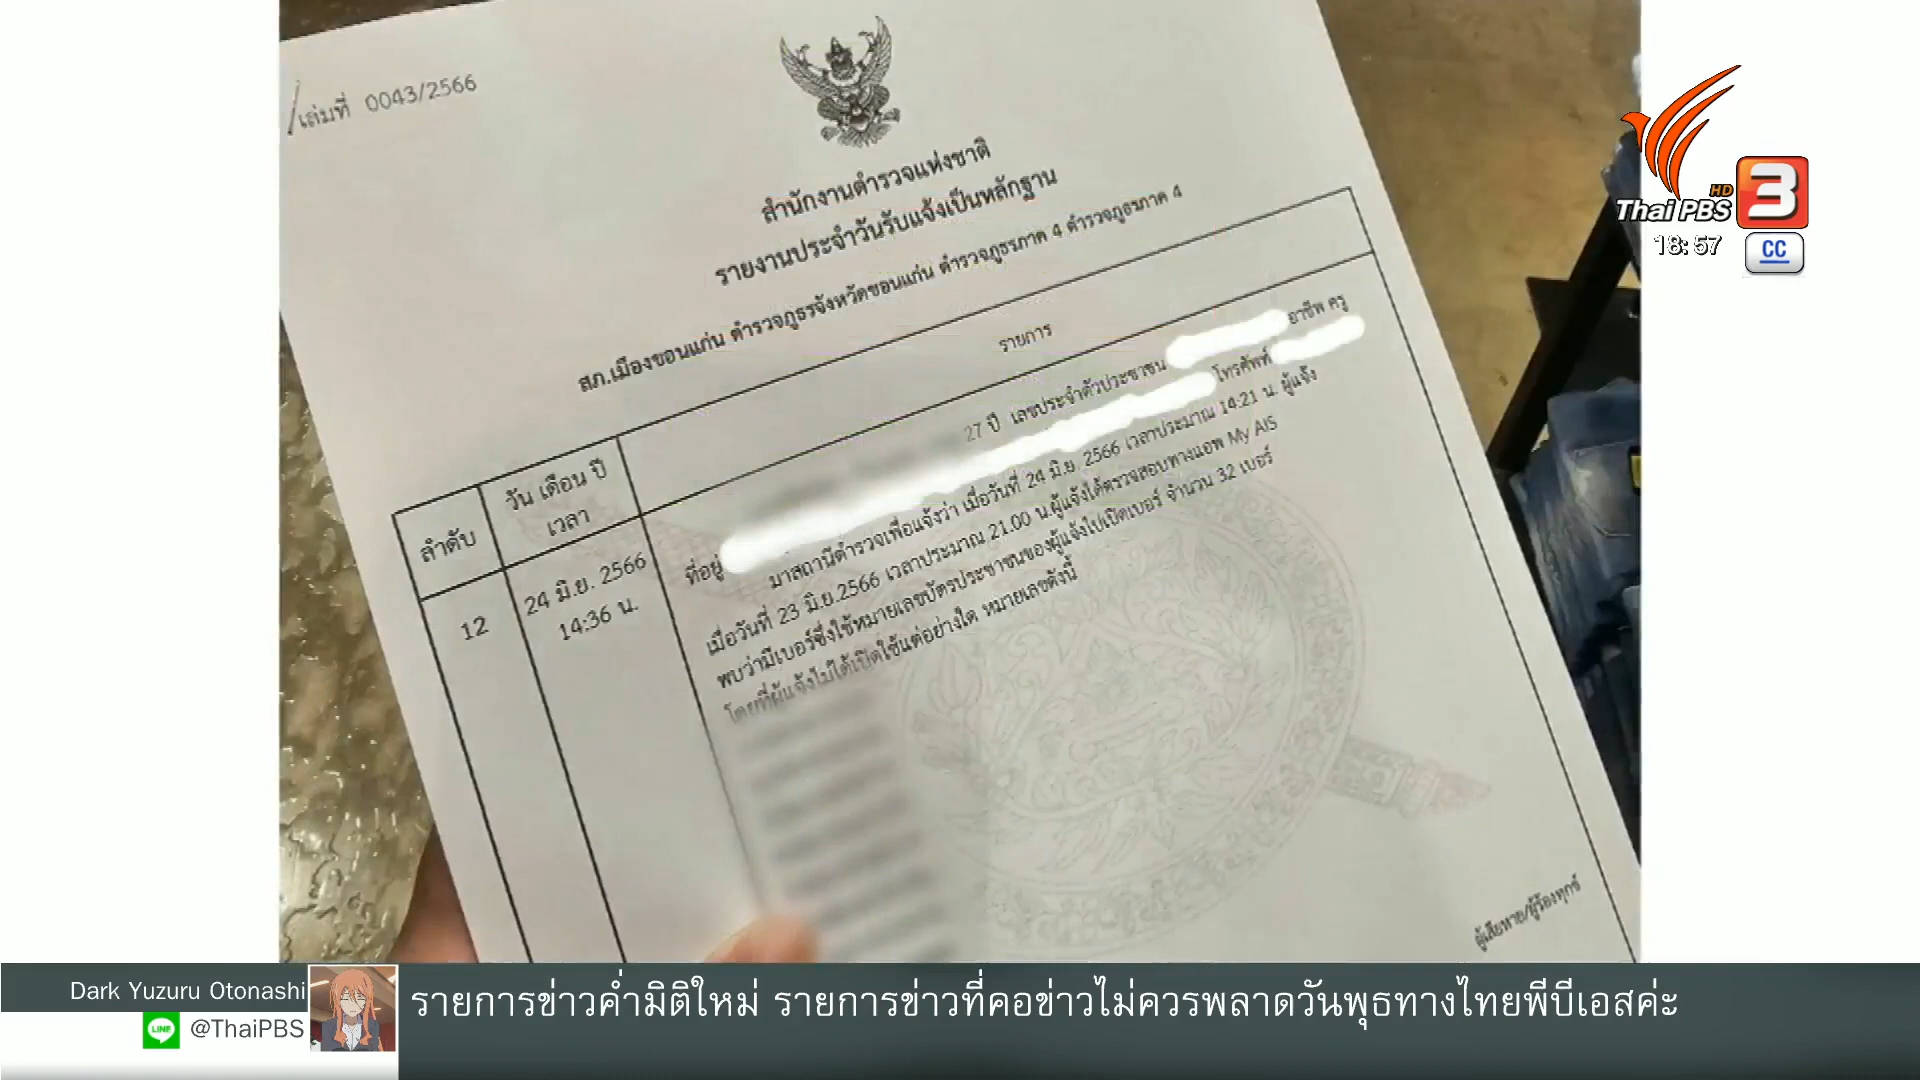 เล่มที่ 0043/2566
สำนักงานตำรวจแห่งชาติ
รายงานประจำวันรับแจ้งเป็นหลักฐาน
สภ.เมืองขอนแก่น ตำรวจภูธรจังหวัดขอนแก่น ตำรวจภูธรภาค 4 ตำรวจภูธรภาค 4
ลำดับ
วัน เดือน ปี
เวลา
รายการ
12
24 มิ.ย. 2566
14:36 น.
27 ปี เลขประจำตัวประชาชน
อาชีพ ครู
ที่อยู่
โทรศัพท์
มาสถานีตำรวจเพื่อแจ้งว่า เมื่อวันที่ 24 มิ.ย. 2566 เวลาประมาณ 14:21 น. ผู้แจ้ง
เมื่อวันที่ 23 มิ.ย.2566 เวลาประมาณ 21.00 น.ผู้แจ้งได้ตรวจสอบทางแอพ My AIS
พบว่ามีเบอร์ซึ่งใช้หมายเลขบัตรประชาชนของผู้แจ้งไปเปิดเบอร์ จำนวน 32 เบอร์
โดยที่ผู้แจ้งไม่ได้เปิดใช้แต่อย่างใด หมายเลขดังนี้
ผู้เสียหาย/ผู้ร้องทุกข์
HD
Thai PBS 3
18:57
CC
Dark Yuzuru Otonashi
LINE @ThaiPBS
รายการข่าวค่ำมิติใหม่ รายการข่าวที่คอข่าวไม่ควรพลาดวันพุธทางไทยพีบีเอสค่ะ